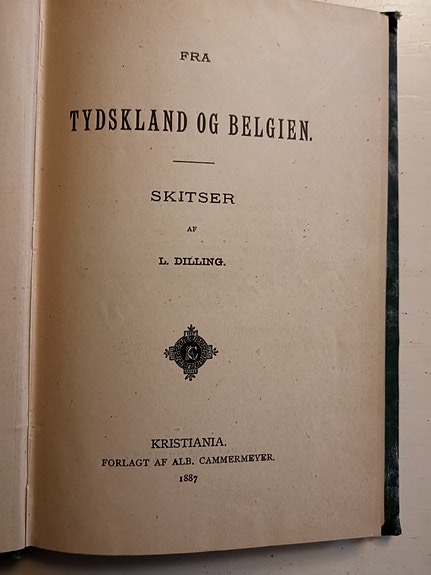 FRA
TYDSKLAND OG BELGIEN.
SKITSER
AF
L. DILLING.
KRISTIANIA.
FORLAGT AF ALB. CAMMERMEYER.
1887